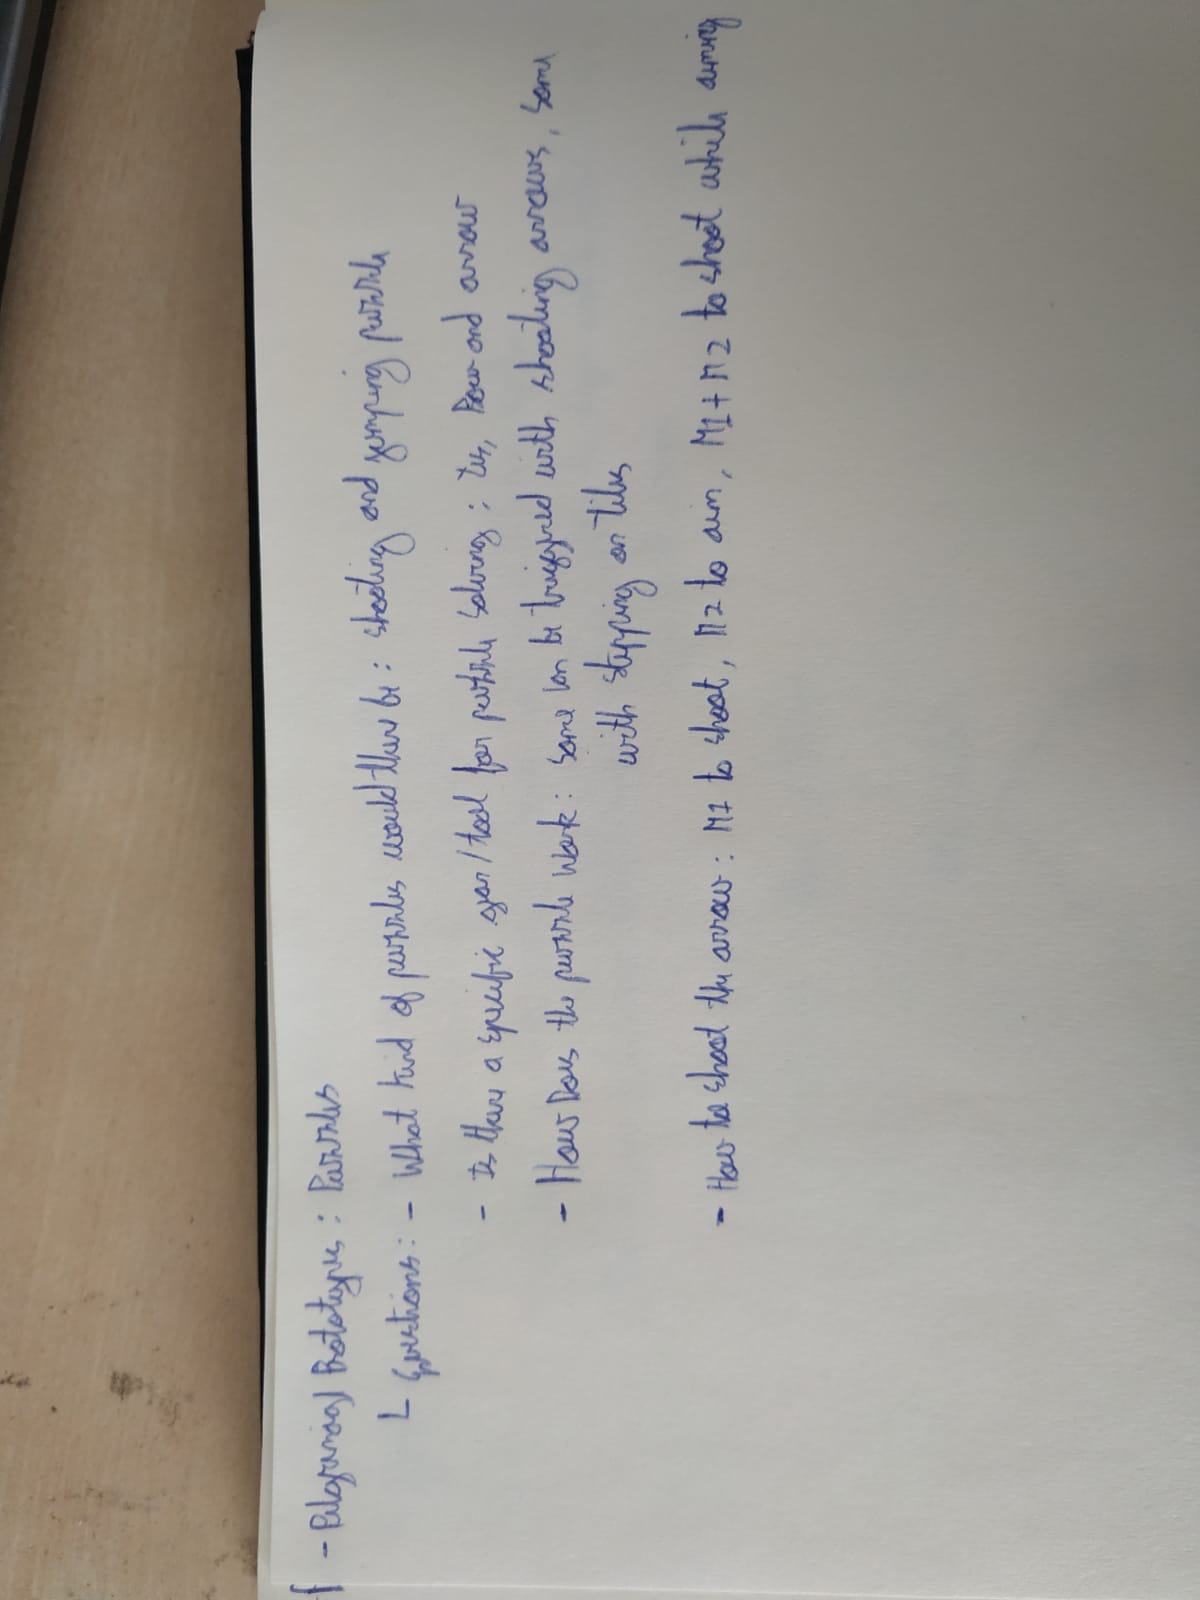 - Prototypes : Puzzles
Questions : - What kind of puzzles would there be : shooting and jumping puzzle
- Is there a specific gear/tool for puzzle solving : Yes, Bow and arrow
- How Does the puzzle work : Some can be triggered with shooting arrows, some
with stepping on tiles
- How to shoot the arrow : M1 to shoot, M2 to aim, M1 + M2 to shoot while aiming